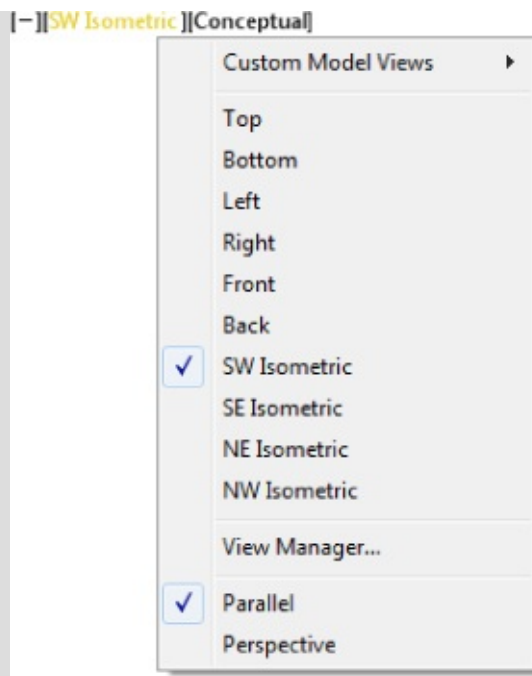 [−][SW Isometric][Conceptual]
Custom Model Views
Top
Bottom
Left
Right
Front
Back
SW Isometric
SE Isometric
NE Isometric
NW Isometric
View Manager...
Parallel
Perspective